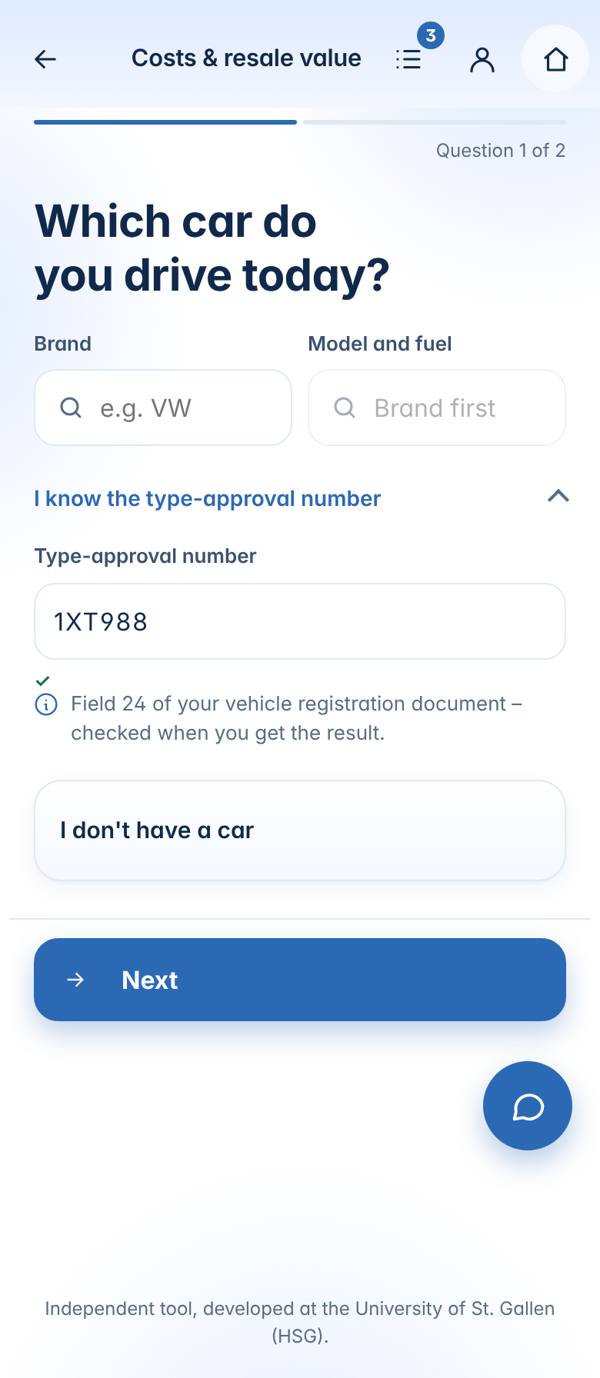 Costs & resale value
3
Question 1 of 2
Which car do
you drive today?
Brand
Model and fuel
e.g. VW
Brand first
I know the type-approval number
Type-approval number
1XT988
Field 24 of your vehicle registration document –
checked when you get the result.
I don't have a car
Next
Independent tool, developed at the University of St. Gallen
(HSG).